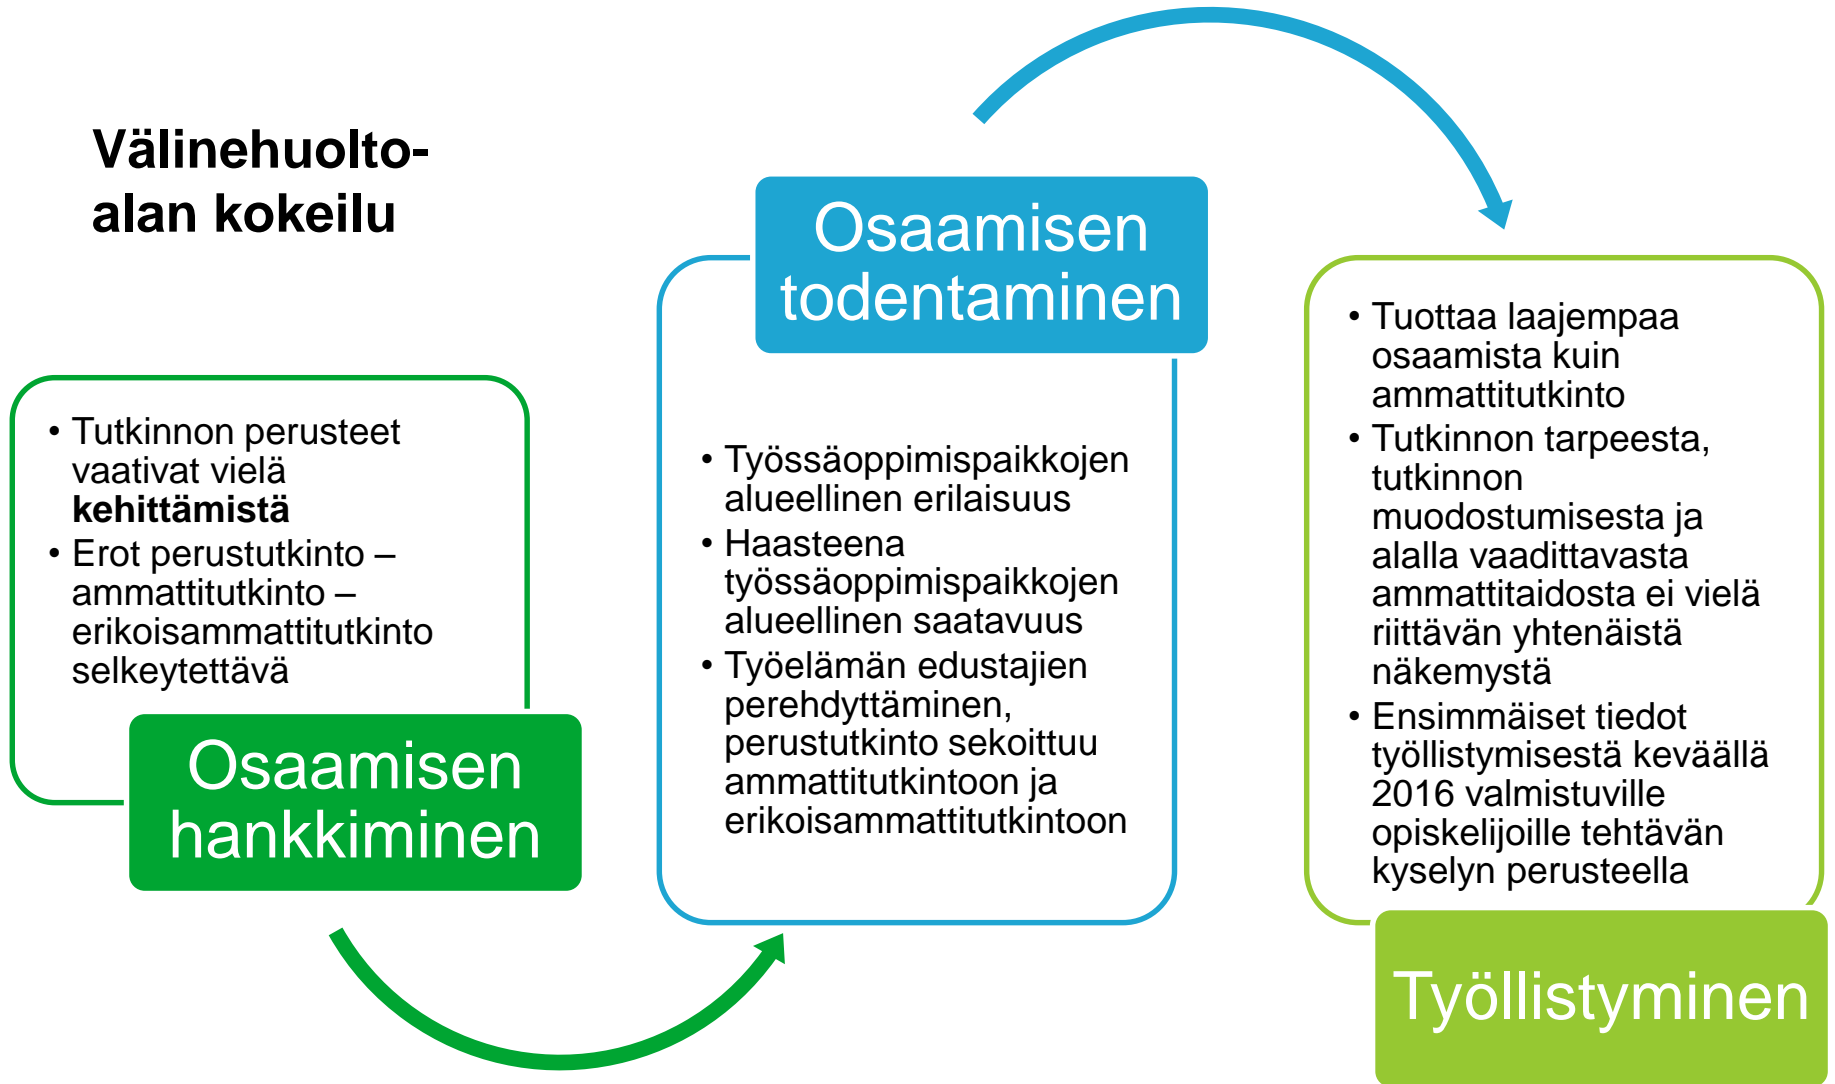 Välinehuolto-
alan kokeilu
• Tutkinnon perusteet
vaativat vielä
kehittämistä
• Erot perustutkinto –
ammattitutkinto –
erikoisammattitutkinto
selkeytettävä
Osaamisen
hankkiminen
Osaamisen
todentaminen
• Työssäoppimispaikkojen
alueellinen erilaisuus
• Haasteena
työssäoppimispaikkojen
alueellinen saatavuus
• Työelämän edustajien
perehdyttäminen,
perustutkinto sekoittuu
ammattitutkintoon ja
erikoisammattitutkintoon
• Tuottaa laajempaa
osaamista kuin
ammattitutkinto
• Tutkinnon tarpeesta,
tutkinnon
muodostumisesta ja
alalla vaadittavasta
ammattitaidosta ei vielä
riittävän yhtenäistä
näkemystä
• Ensimmäiset tiedot
työllistymisestä keväällä
2016 valmistuville
opiskelijoille tehtävän
kyselyn perusteella
Työllistyminen